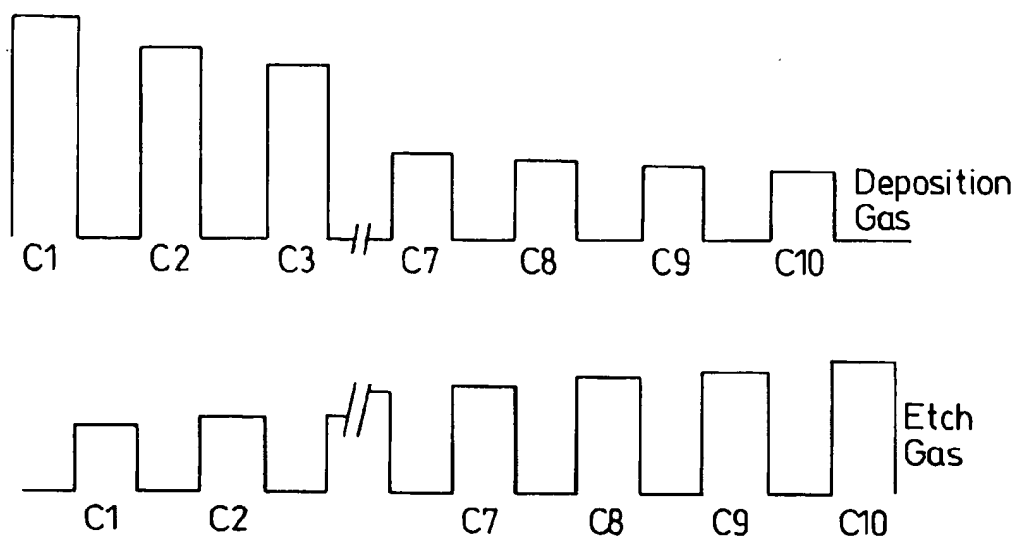 Deposition
Gas
C1 C2 C3 C7 C8 C9 C10
Etch
Gas
C1 C2 C7 C8 C9 C10